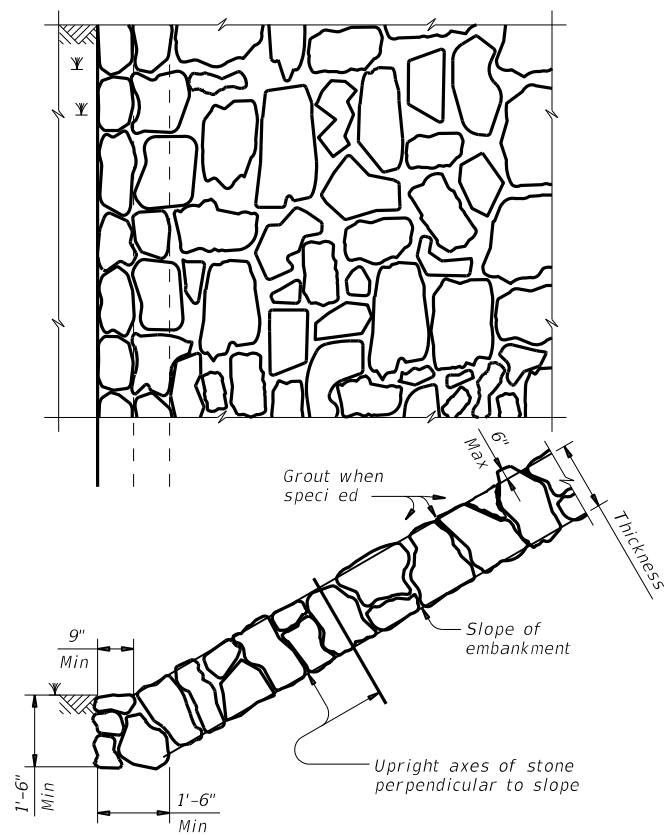 6"
Max
Grout when
speci ed
Thickness
Slope of
embankment
9"
Min
1'-6"
Min
1'-6"
Min
Upright axes of stone
perpendicular to slope